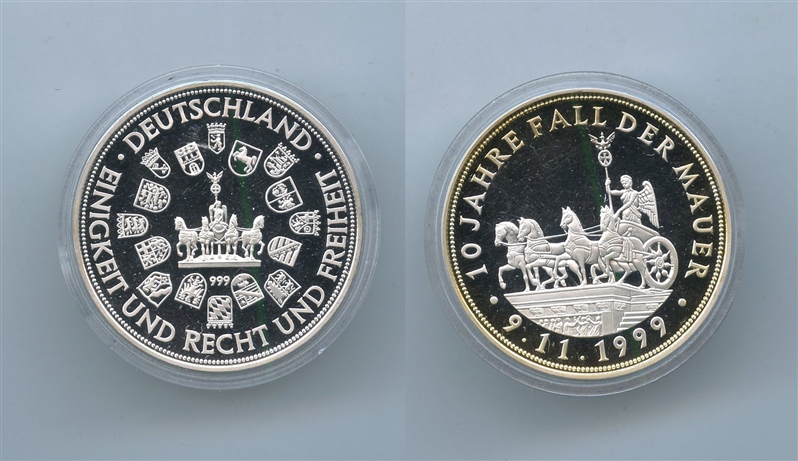 · DEUTSCHLAND ·
EINIGKEIT UND RECHT UND FREIHEIT
999
10 JAHRE FALL DER MAUER
· 9.11.1999 ·